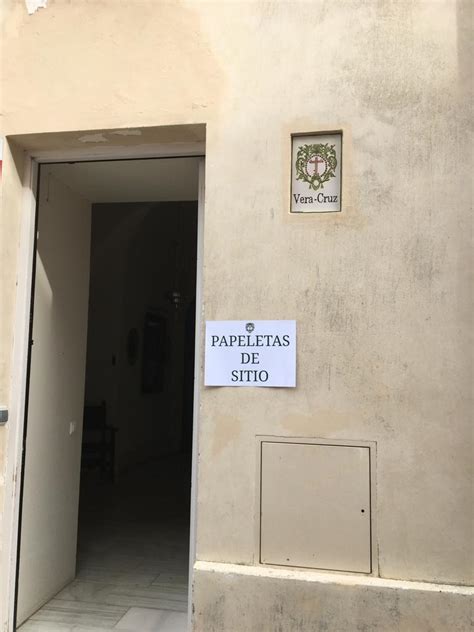 Vera-Cruz
PAPELETAS
DE
SITIO